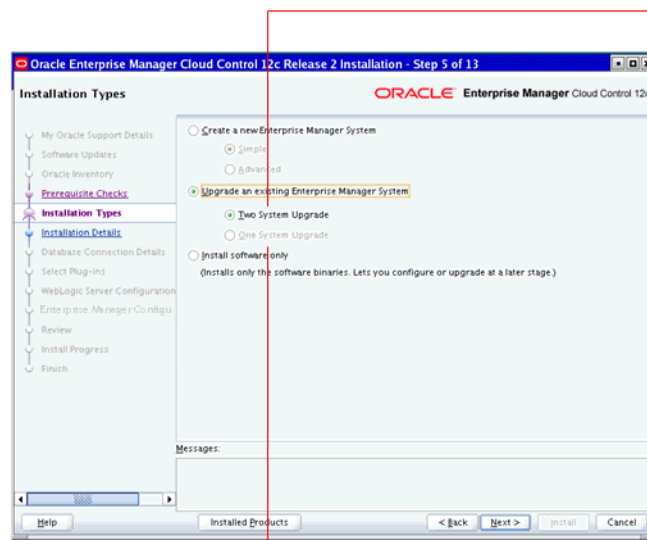 Oracle Enterprise Manager Cloud Control 12c Release 2 Installation - Step 5 of 13
Installation Types
ORACLE Enterprise Manager Cloud Control 12c
My Oracle Support Details
Software Updates
Oracle Inventory
Prerequisite Checks
Installation Types
Installation Details
Database Connection Details
Select Plug-ins
WebLogic Server Configuration
Enterprise Manager Configu
Review
Install Progress
Finish
Create a new Enterprise Manager System
Simple
Advanced
Upgrade an existing Enterprise Manager System
Two System Upgrade
One System Upgrade
Install software only
(Installs only the software binaries. Lets you configure or upgrade at a later stage.)
Messages:
Help
Installed Products
< Back
Next >
Install
Cancel